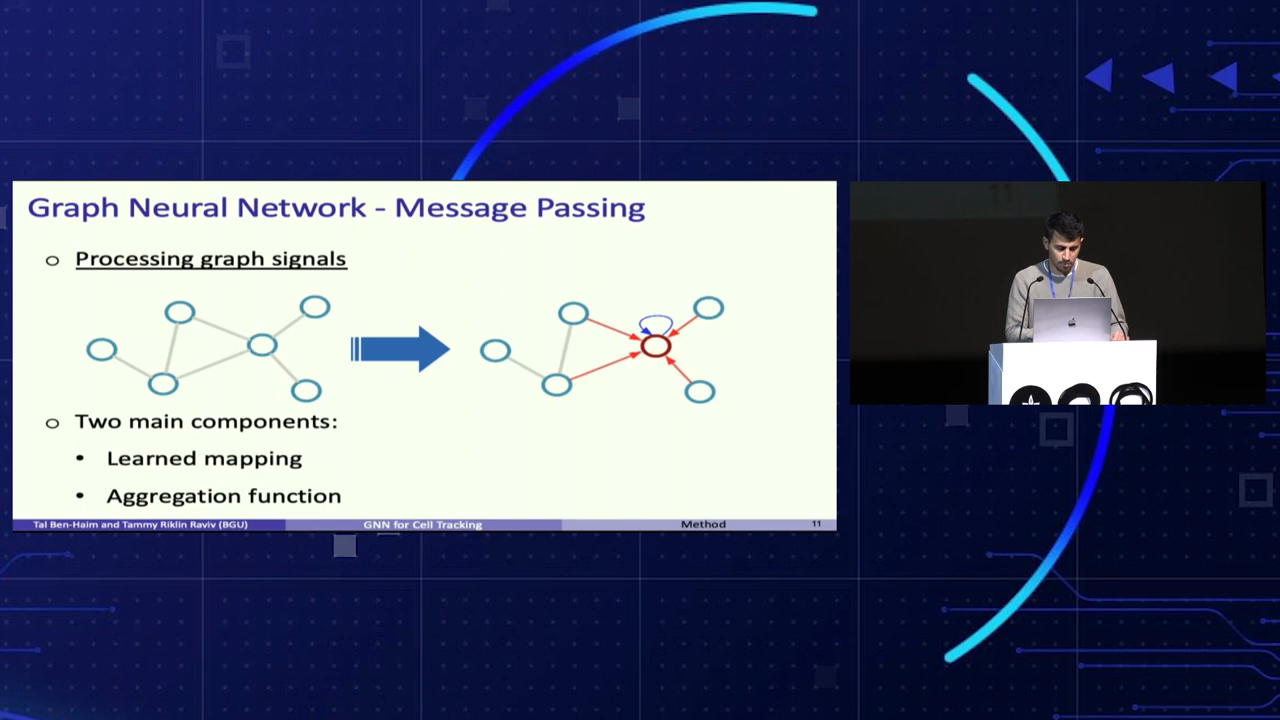 Graph Neural Network - Message Passing
o Processing graph signals
o Two main components:
• Learned mapping
• Aggregation function
Tal Ben-Haim and Tammy Riklin Raviv (BGU) GNN for Cell Tracking Method 11